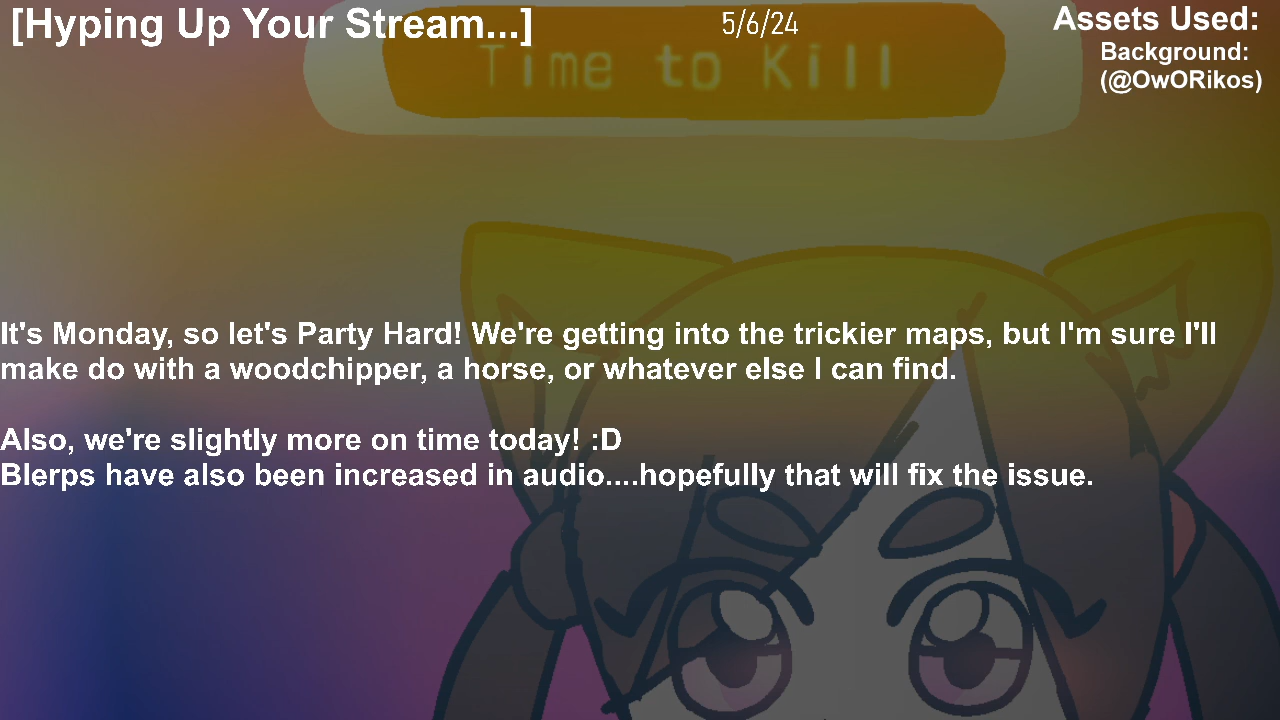 [Hyping Up Your Stream...]
5/6/24
Assets Used:
Background:
(@OwORikos)
Time to Kill
It's Monday, so let's Party Hard! We're getting into the trickier maps, but I'm sure I'll
make do with a woodchipper, a horse, or whatever else I can find.
Also, we're slightly more on time today! :D
Blerps have also been increased in audio....hopefully that will fix the issue.